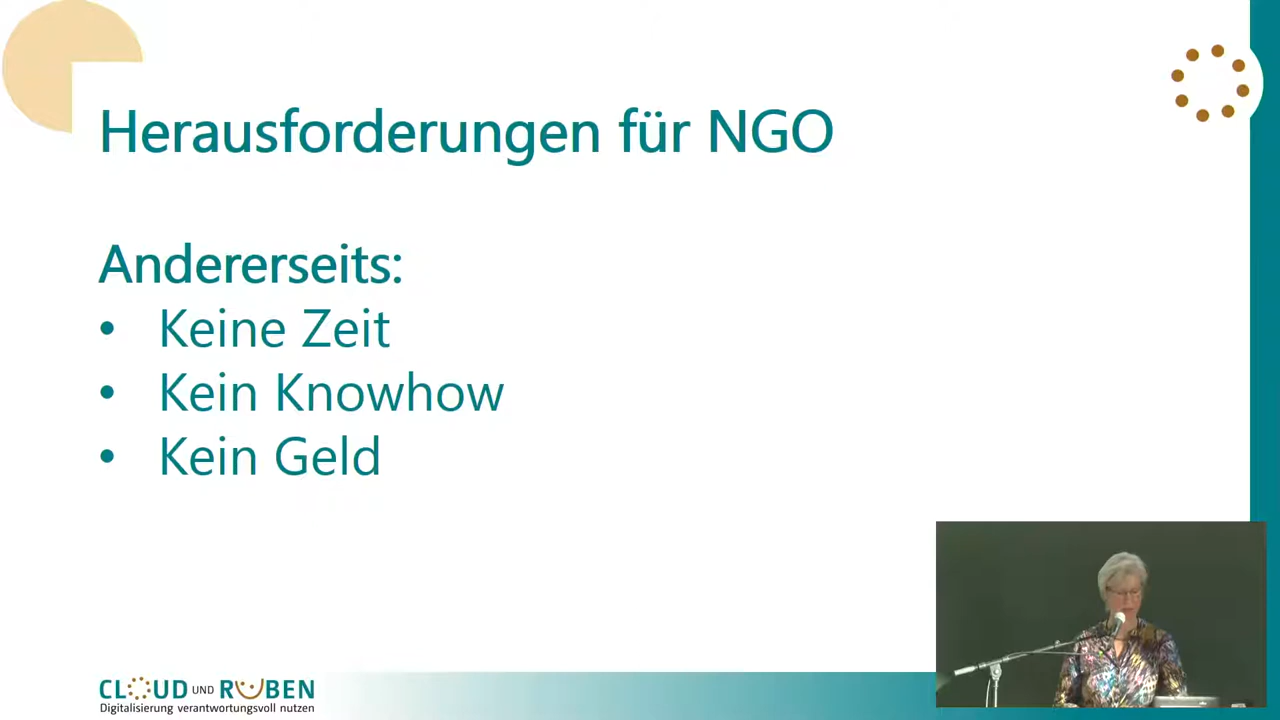 Herausforderungen für NGO
Andererseits:
• Keine Zeit
• Kein Knowhow
• Kein Geld
CLOUD UND RÜBEN
Digitalisierung verantwortungsvoll nutzen